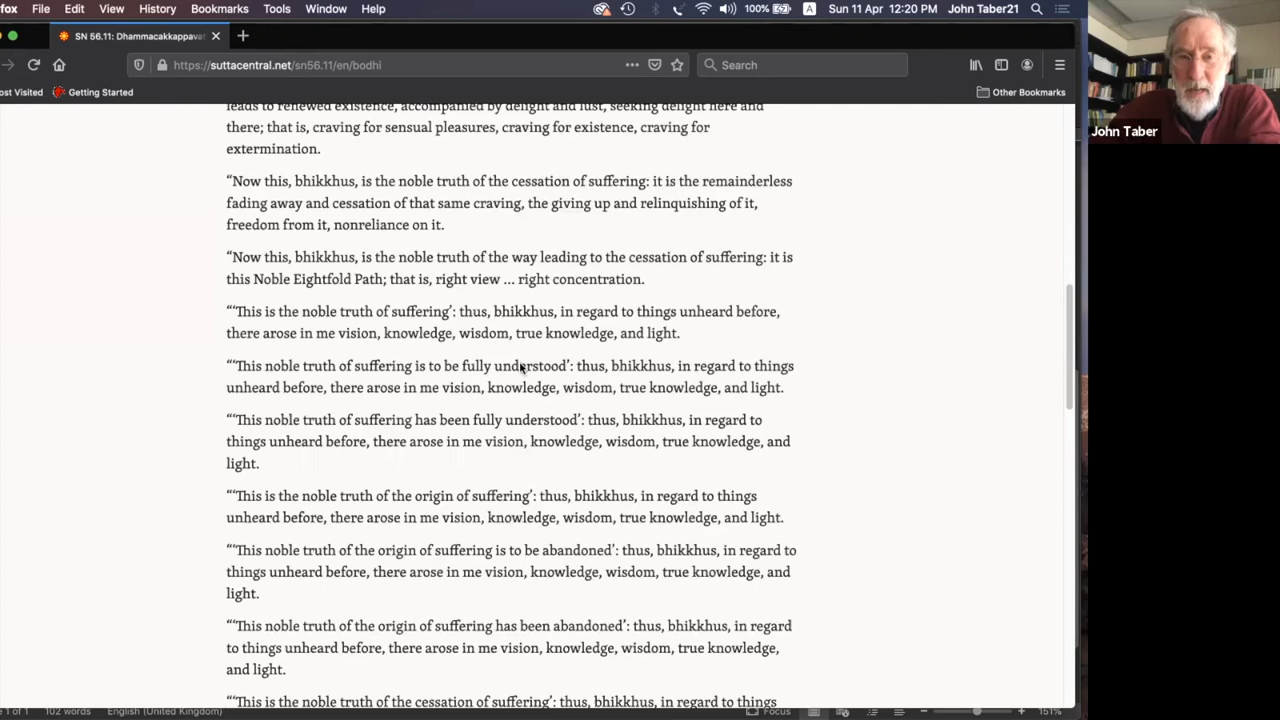 fox File Edit View History Bookmarks Tools Window Help 100% A Sun 11 Apr 12:20 PM John Taber21
SN 56.11: Dhammacakkappavat
https://suttacentral.net/sn56.11/en/bodhi
Search
ost Visited Getting Started Other Bookmarks
leads to renewed existence, accompanied by delight and lust, seeking delight here and
there; that is, craving for sensual pleasures, craving for existence, craving for
extermination.
“Now this, bhikkhus, is the noble truth of the cessation of suffering: it is the remainderless
fading away and cessation of that same craving, the giving up and relinquishing of it,
freedom from it, nonreliance on it.
“Now this, bhikkhus, is the noble truth of the way leading to the cessation of suffering: it is
this Noble Eightfold Path; that is, right view … right concentration.
“‘This is the noble truth of suffering’: thus, bhikkhus, in regard to things unheard before,
there arose in me vision, knowledge, wisdom, true knowledge, and light.
“‘This noble truth of suffering is to be fully understood’: thus, bhikkhus, in regard to things
unheard before, there arose in me vision, knowledge, wisdom, true knowledge, and light.
“‘This noble truth of suffering has been fully understood’: thus, bhikkhus, in regard to
things unheard before, there arose in me vision, knowledge, wisdom, true knowledge, and
light.
“‘This is the noble truth of the origin of suffering’: thus, bhikkhus, in regard to things
unheard before, there arose in me vision, knowledge, wisdom, true knowledge, and light.
“‘This noble truth of the origin of suffering is to be abandoned’: thus, bhikkhus, in regard to
things unheard before, there arose in me vision, knowledge, wisdom, true knowledge, and
light.
“‘This noble truth of the origin of suffering has been abandoned’: thus, bhikkhus, in regard
to things unheard before, there arose in me vision, knowledge, wisdom, true knowledge,
and light.
“‘This is the noble truth of the cessation of suffering’: thus, bhikkhus, in regard to things
e 1 of 1 102 words English (United Kingdom) Focus 151%
John Taber